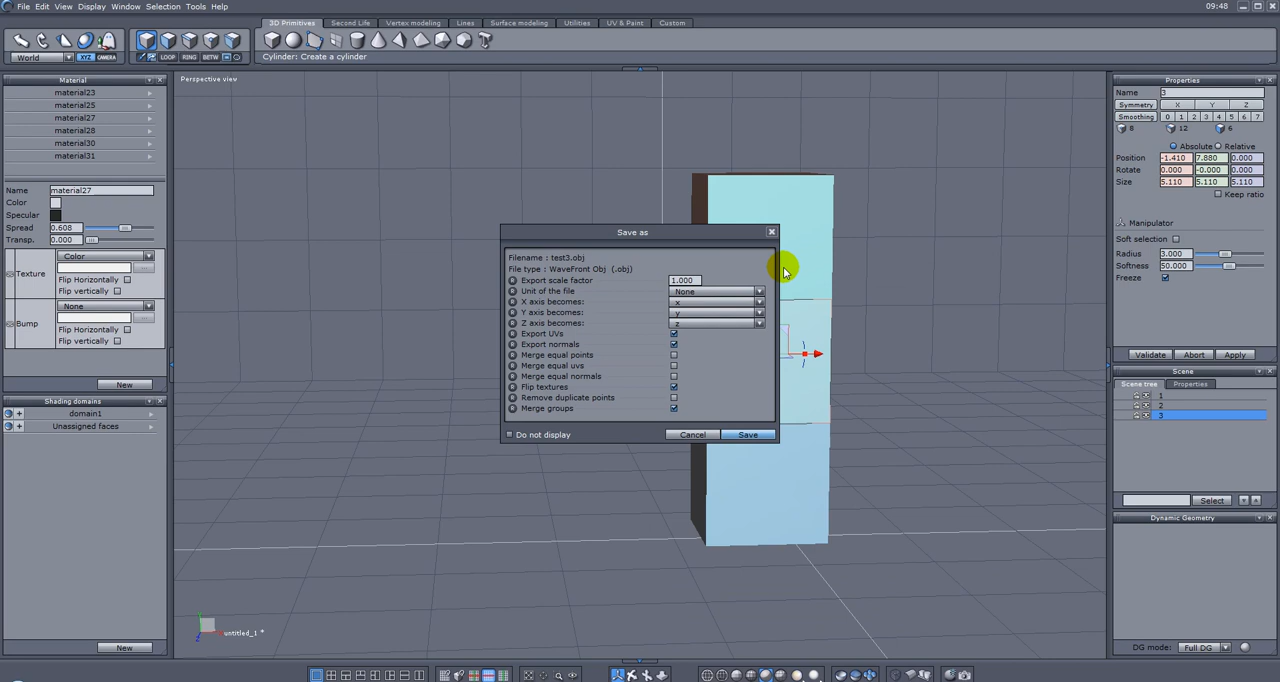 File Edit View Display Window Selection Tools Help 09:48
3D Primitives Second Life Vertex modeling Lines Surface modeling Utilities UV & Paint Custom
World XYZ CAMERA LOOP RING BETW
Cylinder: Create a cylinder
Material
material23
material25
material27
material28
material30
material31
Name material27
Color
Specular
Spread 0.608
Transp. 0.000
Texture
Color
Flip Horizontally
Flip vertically
Bump
None
Flip Horizontally
Flip vertically
New
Shading domains
domain1
Unassigned faces
New
Perspective view
Save as
Filename : test3.obj
File type : WaveFront Obj (.obj)
Export scale factor 1.000
Unit of the file None
X axis becomes: x
Y axis becomes: y
Z axis becomes: z
Export UVs
Export normals
Merge equal points
Merge equal uvs
Merge equal normals
Flip textures
Remove duplicate points
Merge groups
Do not display Cancel Save
Y
Z
untitled_1 *
Properties
Name 3
Symmetry X Y Z
Smoothing 0 1 2 3 4 5 6 7
8 12 6
Absolute Relative
Position -1.410 7.880 0.000
Rotate 0.000 -0.000 0.000
Size 5.110 5.110 5.110
Keep ratio
Manipulator
Soft selection
Radius 3.000
Softness 50.000
Freeze
Validate Abort Apply
Scene
Scene tree Properties
1
2
3
Select
Dynamic Geometry
DG mode: Full DG